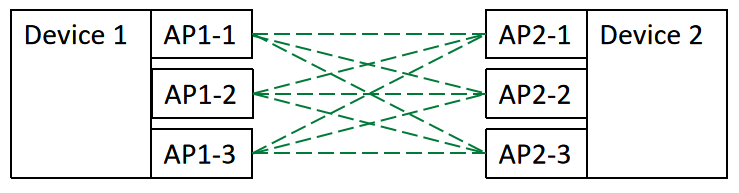 Device 1 AP1-1 AP2-1 Device 2
AP1-2 AP2-2
AP1-3 AP2-3